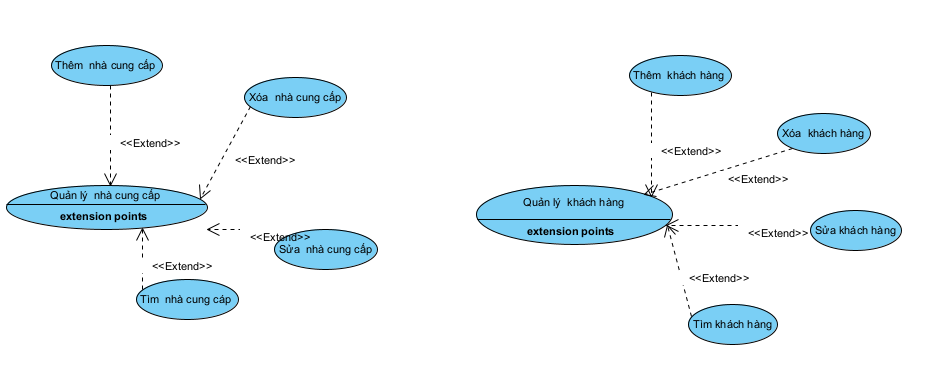 Thêm nhà cung cấp
Xóa nhà cung cấp
<<Extend>>
<<Extend>>
Quản lý nhà cung cấp
extension points
<<Extend>>
Sửa nhà cung cấp
<<Extend>>
Tìm nhà cung cáp
Thêm khách hàng
Xóa khách hàng
<<Extend>>
<<Extend>>
Quản lý khách hàng
extension points
<<Extend>>
Sửa khách hàng
<<Extend>>
Tìm khách hàng